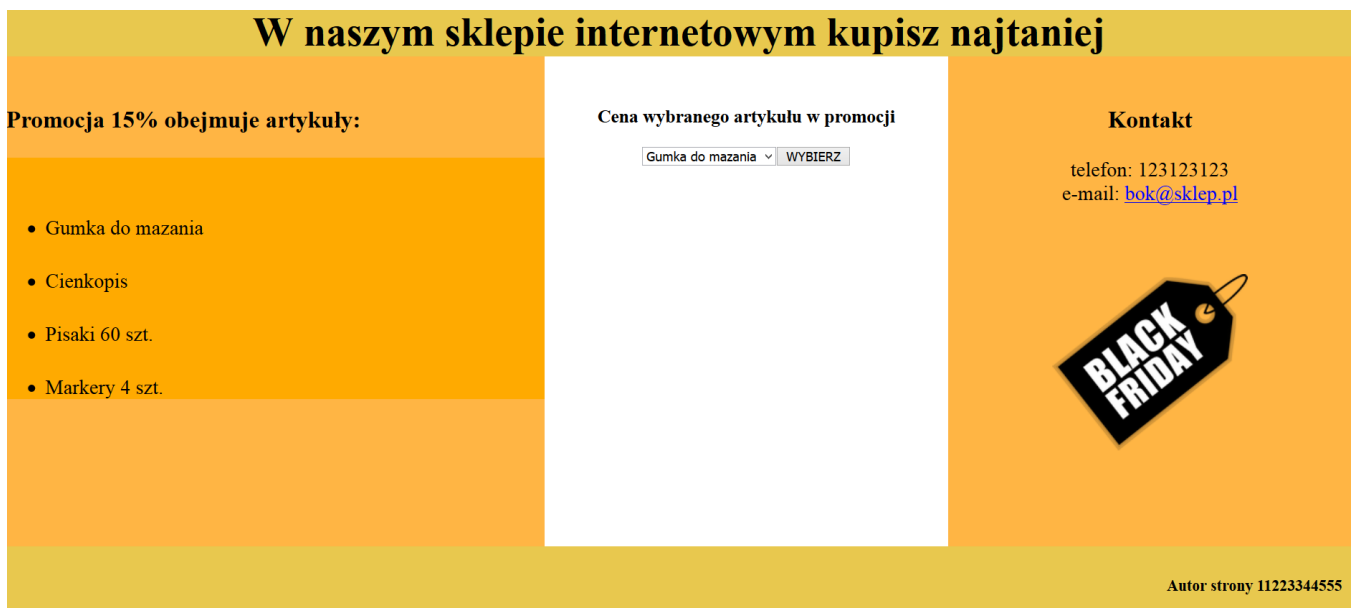 W naszym sklepie internetowym kupisz najtaniej
Promocja 15% obejmuje artykuły:
Gumka do mazania
Cienkopis
Pisaki 60 szt.
Markery 4 szt.
Cena wybranego artykułu w promocji
Gumka do mazania WYBIERZ
Kontakt
telefon: 123123123
e-mail: bok@sklep.pl
BLACK
FRIDAY
Autor strony 11223344555